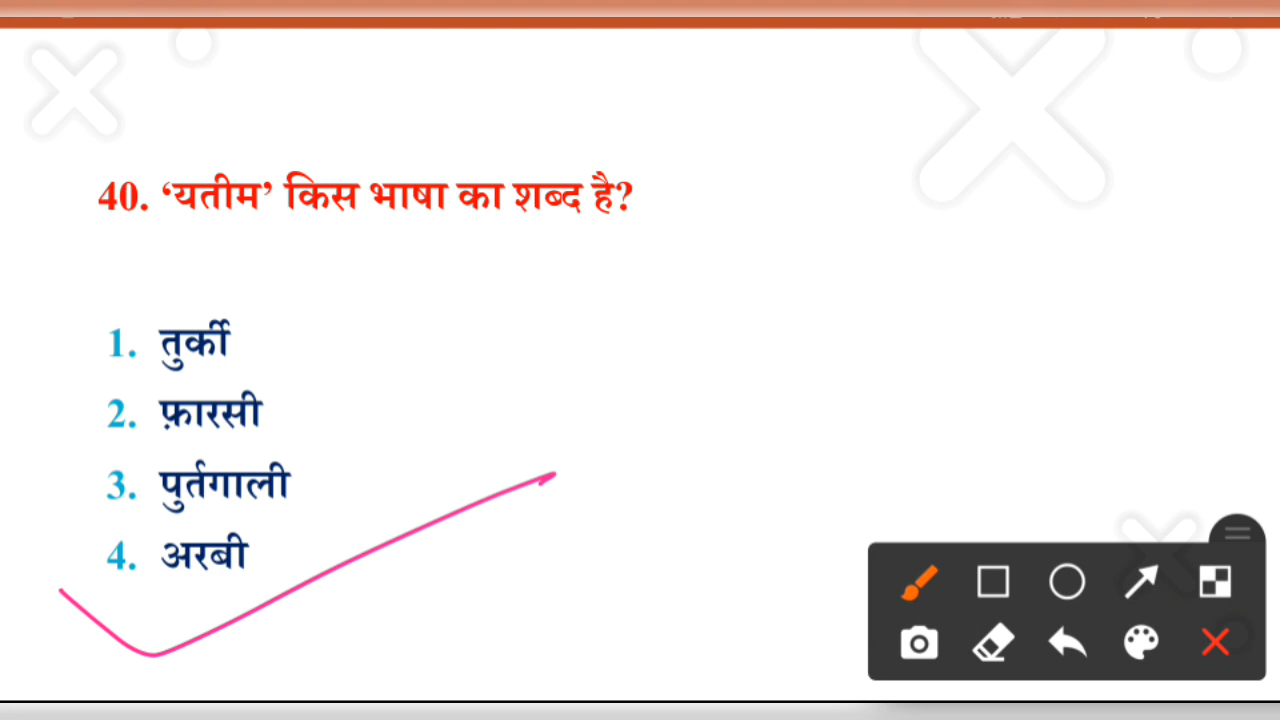 40. ‘यतीम’ किस भाषा का शब्द है?
1. तुर्की
2. फ़ारसी
3. पुर्तगाली
4. अरबी